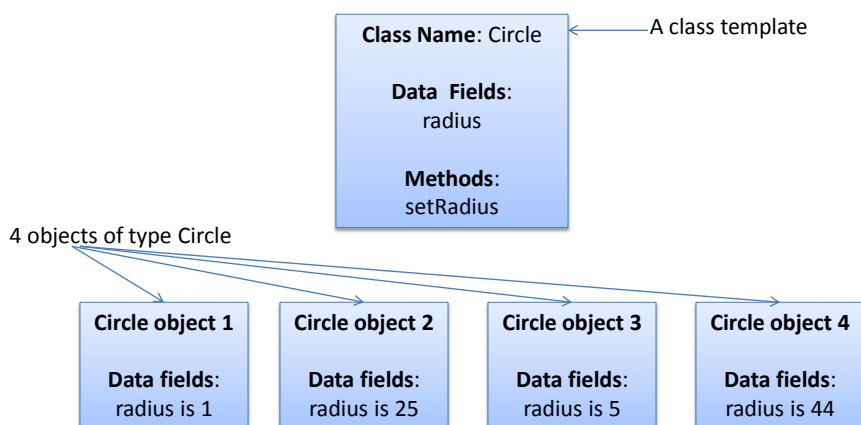 Class Name: Circle
A class template
Data Fields:
radius
Methods:
setRadius
4 objects of type Circle
Circle object 1
Data fields:
radius is 1
Circle object 2
Data fields:
radius is 25
Circle object 3
Data fields:
radius is 5
Circle object 4
Data fields:
radius is 44